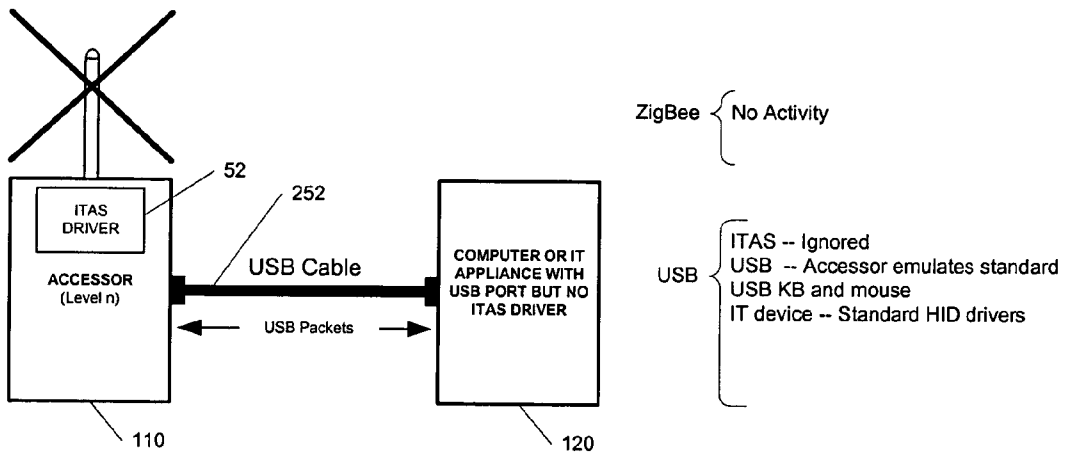 ZigBee
No Activity
52
252
ITAS
DRIVER
ACCESSOR
(Level n)
USB Cable
USB Packets
COMPUTER OR IT
APPLIANCE WITH
USB PORT BUT NO
ITAS DRIVER
USB
ITAS -- Ignored
USB -- Accessor emulates standard
USB KB and mouse
IT device -- Standard HID drivers
110
120